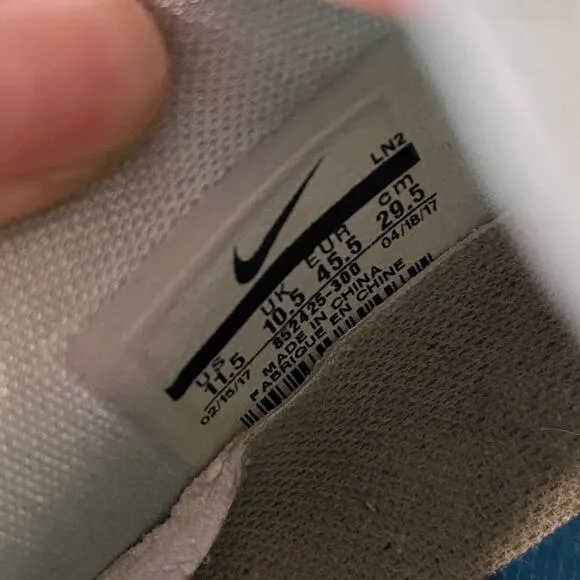 LN2
US UK EUR cm
11.5 10.5 45.5 29.5
02/15/17 852425-300 04/18/17
MADE IN CHINA
FABRIQUE EN CHINE